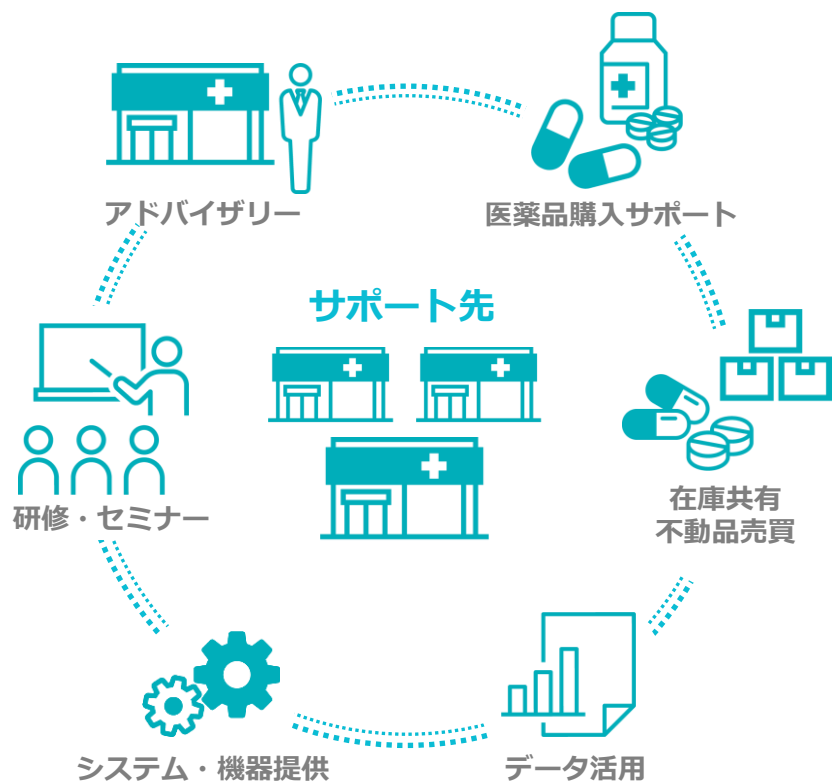 アドバイザリー
医薬品購入サポート
サポート先
在庫共有
不動品売買
研修・セミナー
システム・機器提供
データ活用